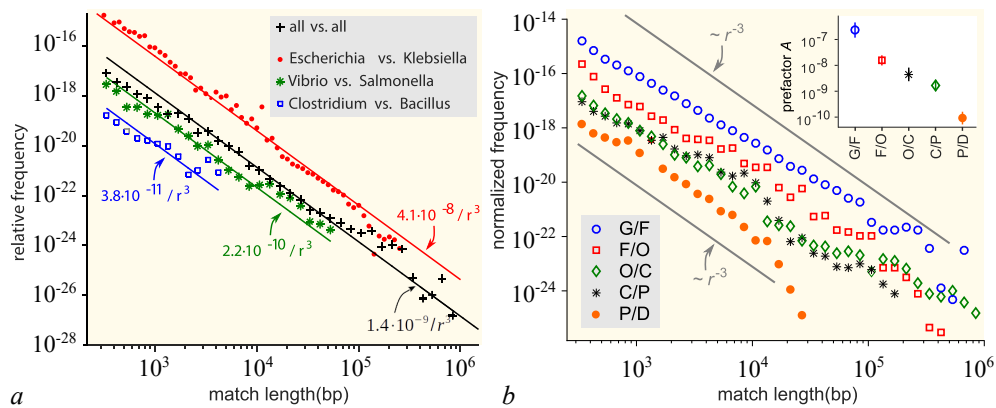 all vs. all
Escherichia vs. Klebsiella
Vibrio vs. Salmonella
Clostridium vs. Bacillus
10^-16
10^-18
10^-20
10^-22
10^-24
10^-26
10^-28
relative frequency
3.8·10^-11/r^3
2.2·10^-10/r^3
4.1·10^-8/r^3
1.4·10^-9/r^3
10^3
10^4
10^5
10^6
match length(bp)
a
10^-14
10^-18
10^-20
10^-22
10^-24
normalized frequency
~ r^-3
~ r^-3
prefactor A
10^-7
10^-8
10^-9
10^-10
G/F
F/O
O/C
C/P
P/D
G/F
F/O
O/C
C/P
P/D
10^3
10^4
10^5
10^6
match length(bp)
b